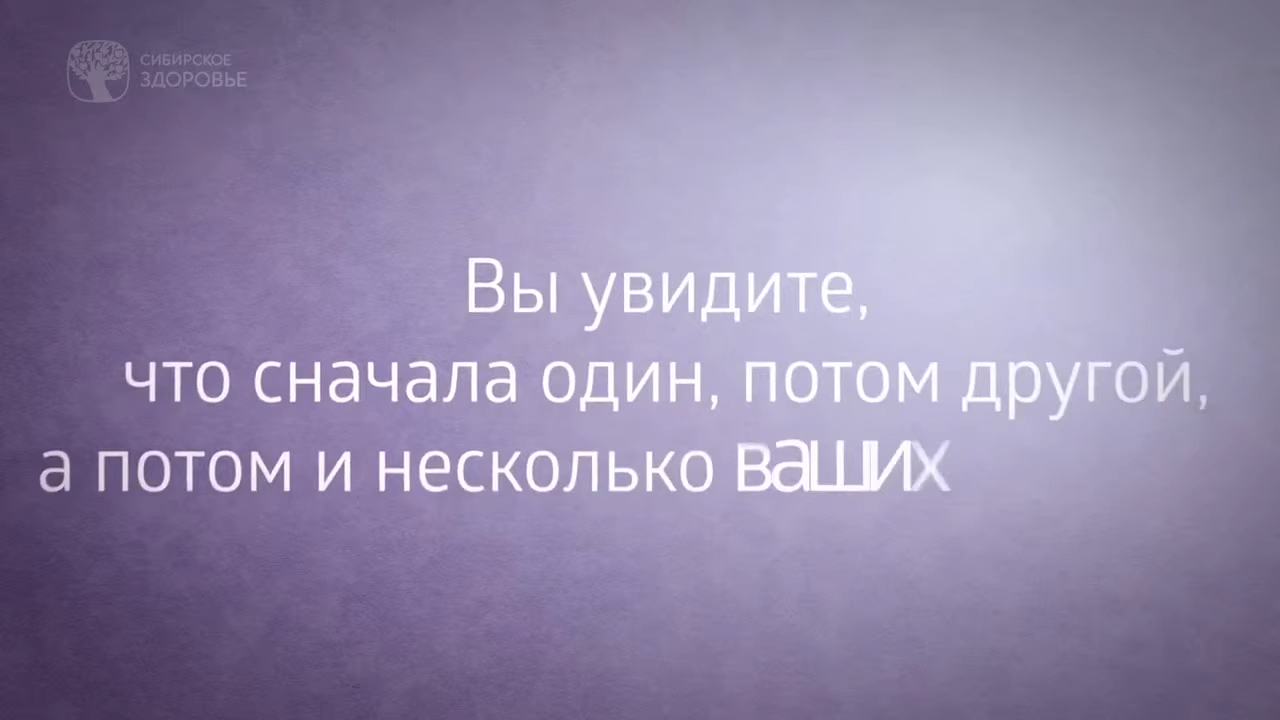 СИБИРСКОЕ
ЗДОРОВЬЕ
Вы увидите,
что сначала один, потом другой,
а потом и несколько ваших